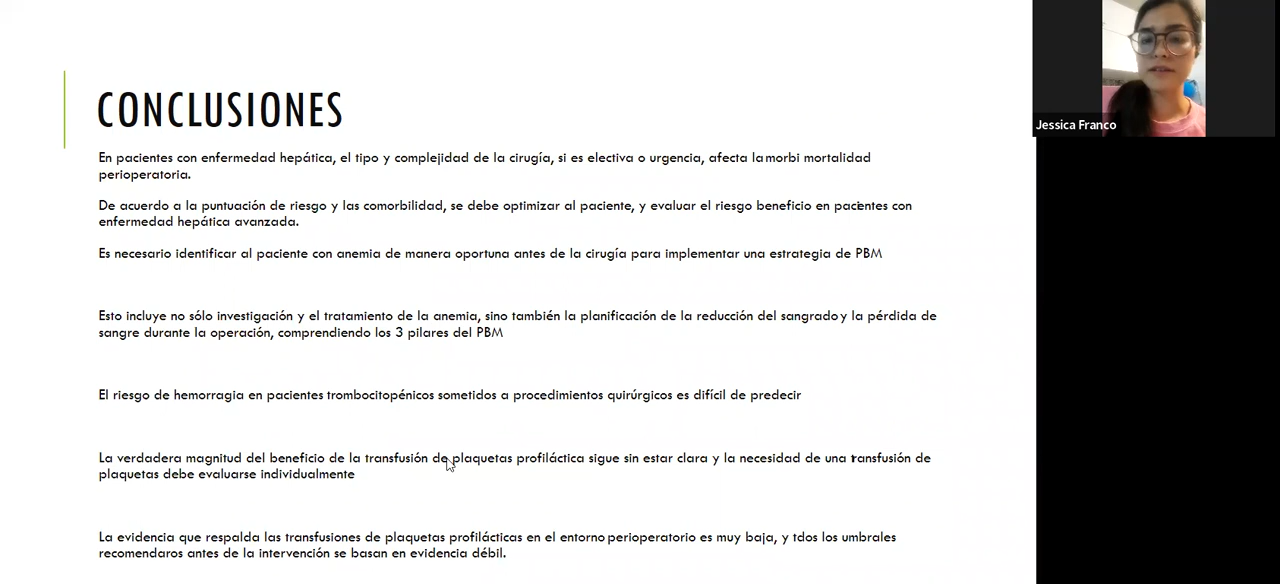 CONCLUSIONES
En pacientes con enfermedad hepática, el tipo y complejidad de la cirugía, si es electiva o urgencia, afecta la morbi mortalidad
perioperatoria.
De acuerdo a la puntuación de riesgo y las comorbilidad, se debe optimizar al paciente, y evaluar el riesgo beneficio en pacientes con
enfermedad hepática avanzada.
Es necesario identificar al paciente con anemia de manera oportuna antes de la cirugía para implementar una estrategia de PBM
Esto incluye no sólo investigación y el tratamiento de la anemia, sino también la planificación de la reducción del sangrado y la pérdida de
sangre durante la operación, comprendiendo los 3 pilares del PBM
El riesgo de hemorragia en pacientes trombocitopénicos sometidos a procedimientos quirúrgicos es difícil de predecir
La verdadera magnitud del beneficio de la transfusión de plaquetas profiláctica sigue sin estar clara y la necesidad de una transfusión de
plaquetas debe evaluarse individualmente
La evidencia que respalda las transfusiones de plaquetas profilácticas en el entorno perioperatorio es muy baja, y tdos los umbrales
recomendaros antes de la intervención se basan en evidencia débil.
Jessica Franco